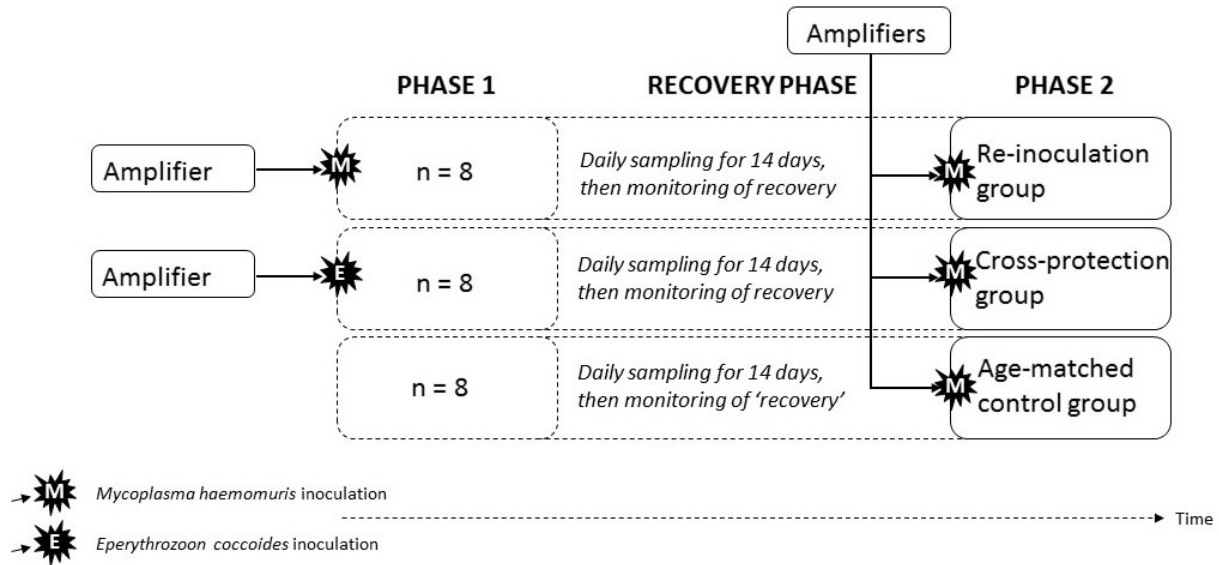 Amplifiers
PHASE 1
RECOVERY PHASE
PHASE 2
Amplifier
M
n = 8
Daily sampling for 14 days,
then monitoring of recovery
M
Re-inoculation
group
Amplifier
E
n = 8
Daily sampling for 14 days,
then monitoring of recovery
M
Cross-protection
group
n = 8
Daily sampling for 14 days,
then monitoring of ‘recovery’
M
Age-matched
control group
M
Mycoplasma haemomuris inoculation
Time
E
Eperythrozoon coccoides inoculation